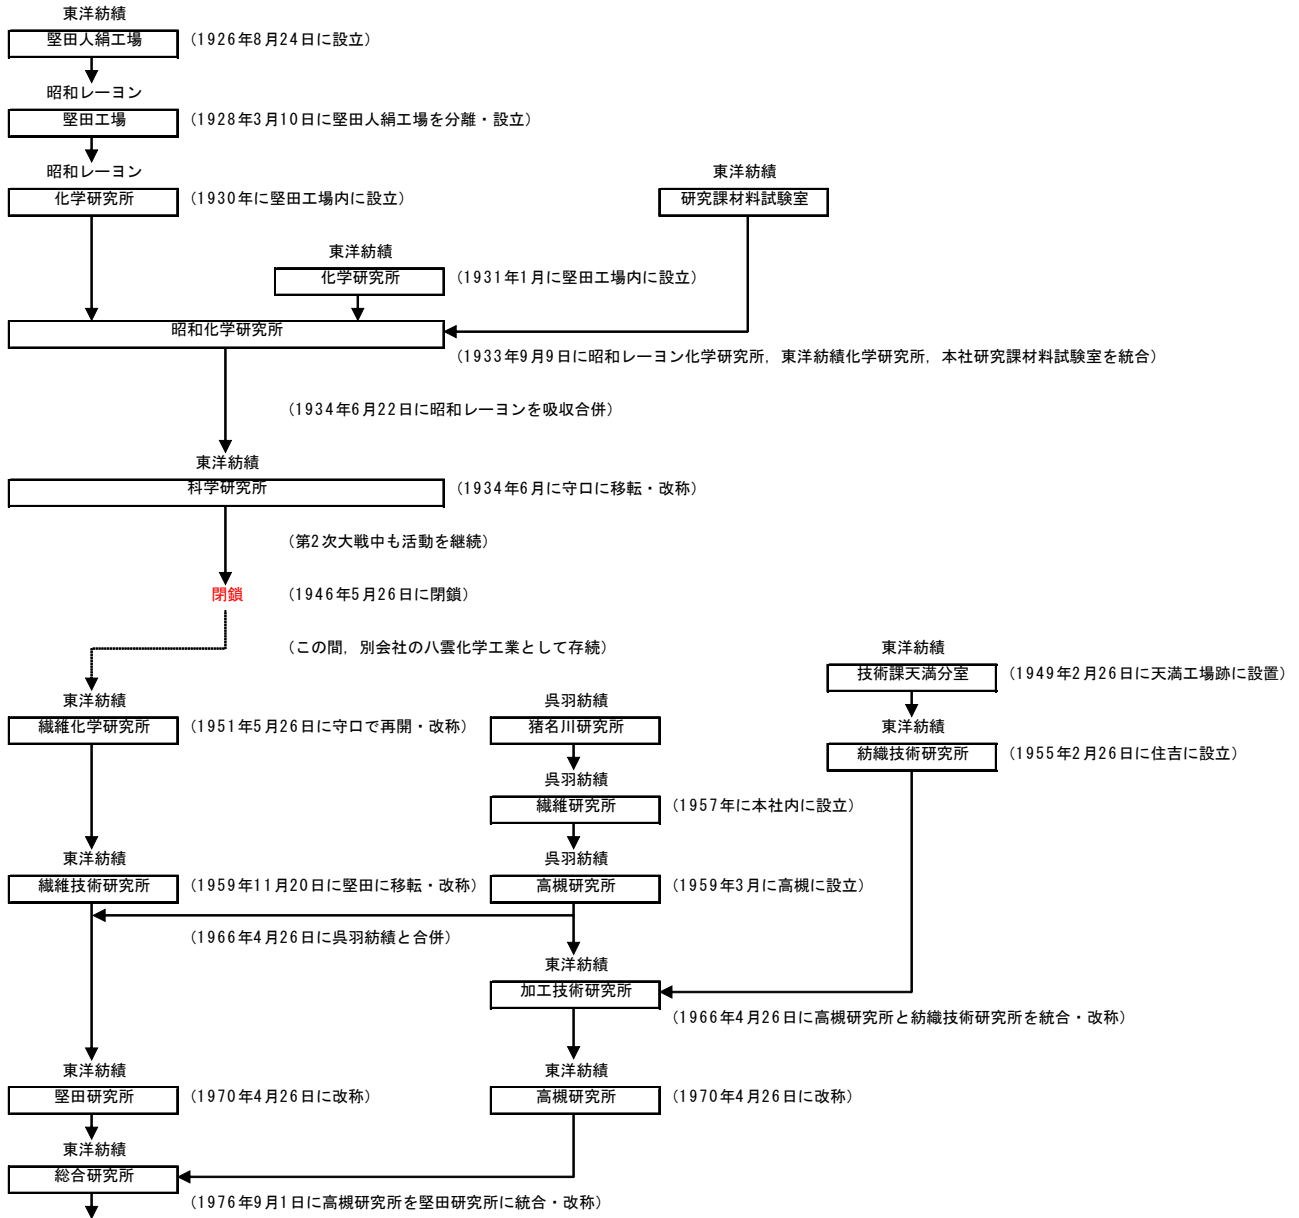 東洋紡績
堅田人絹工場
(1926年8月24日に設立)
昭和レーヨン
堅田工場
(1928年3月10日に堅田人絹工場を分離・設立)
昭和レーヨン
化学研究所
(1930年に堅田工場内に設立)
東洋紡績
研究課材料試験室
東洋紡績
化学研究所
(1931年1月に堅田工場内に設立)
昭和化学研究所
(1933年9月9日に昭和レーヨン化学研究所，東洋紡績化学研究所，本社研究課材料試験室を統合)
(1934年6月22日に昭和レーヨンを吸収合併)
東洋紡績
科学研究所
(1934年6月に守口に移転・改称)
(第2次大戦中も活動を継続)
閉鎖
(1946年5月26日に閉鎖)
(この間，別会社の八雲化学工業として存続)
東洋紡績
技術課天満分室
(1949年2月26日に天満工場跡に設置)
東洋紡績
繊維化学研究所
(1951年5月26日に守口で再開・改称)
呉羽紡績
猪名川研究所
東洋紡績
紡織技術研究所
(1955年2月26日に住吉に設立)
呉羽紡績
繊維研究所
(1957年に本社内に設立)
東洋紡績
繊維技術研究所
(1959年11月20日に堅田に移転・改称)
呉羽紡績
高槻研究所
(1959年3月に高槻に設立)
(1966年4月26日に呉羽紡績と合併)
東洋紡績
加工技術研究所
(1966年4月26日に高槻研究所と紡織技術研究所を統合・改称)
東洋紡績
堅田研究所
(1970年4月26日に改称)
東洋紡績
高槻研究所
(1970年4月26日に改称)
東洋紡績
総合研究所
(1976年9月1日に高槻研究所を堅田研究所に統合・改称)